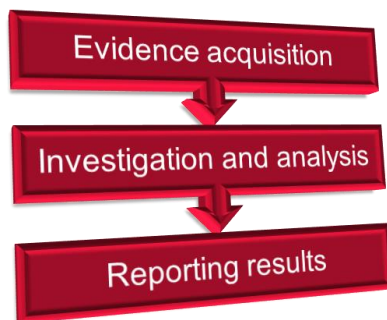 Evidence acquisition
Investigation and analysis
Reporting results